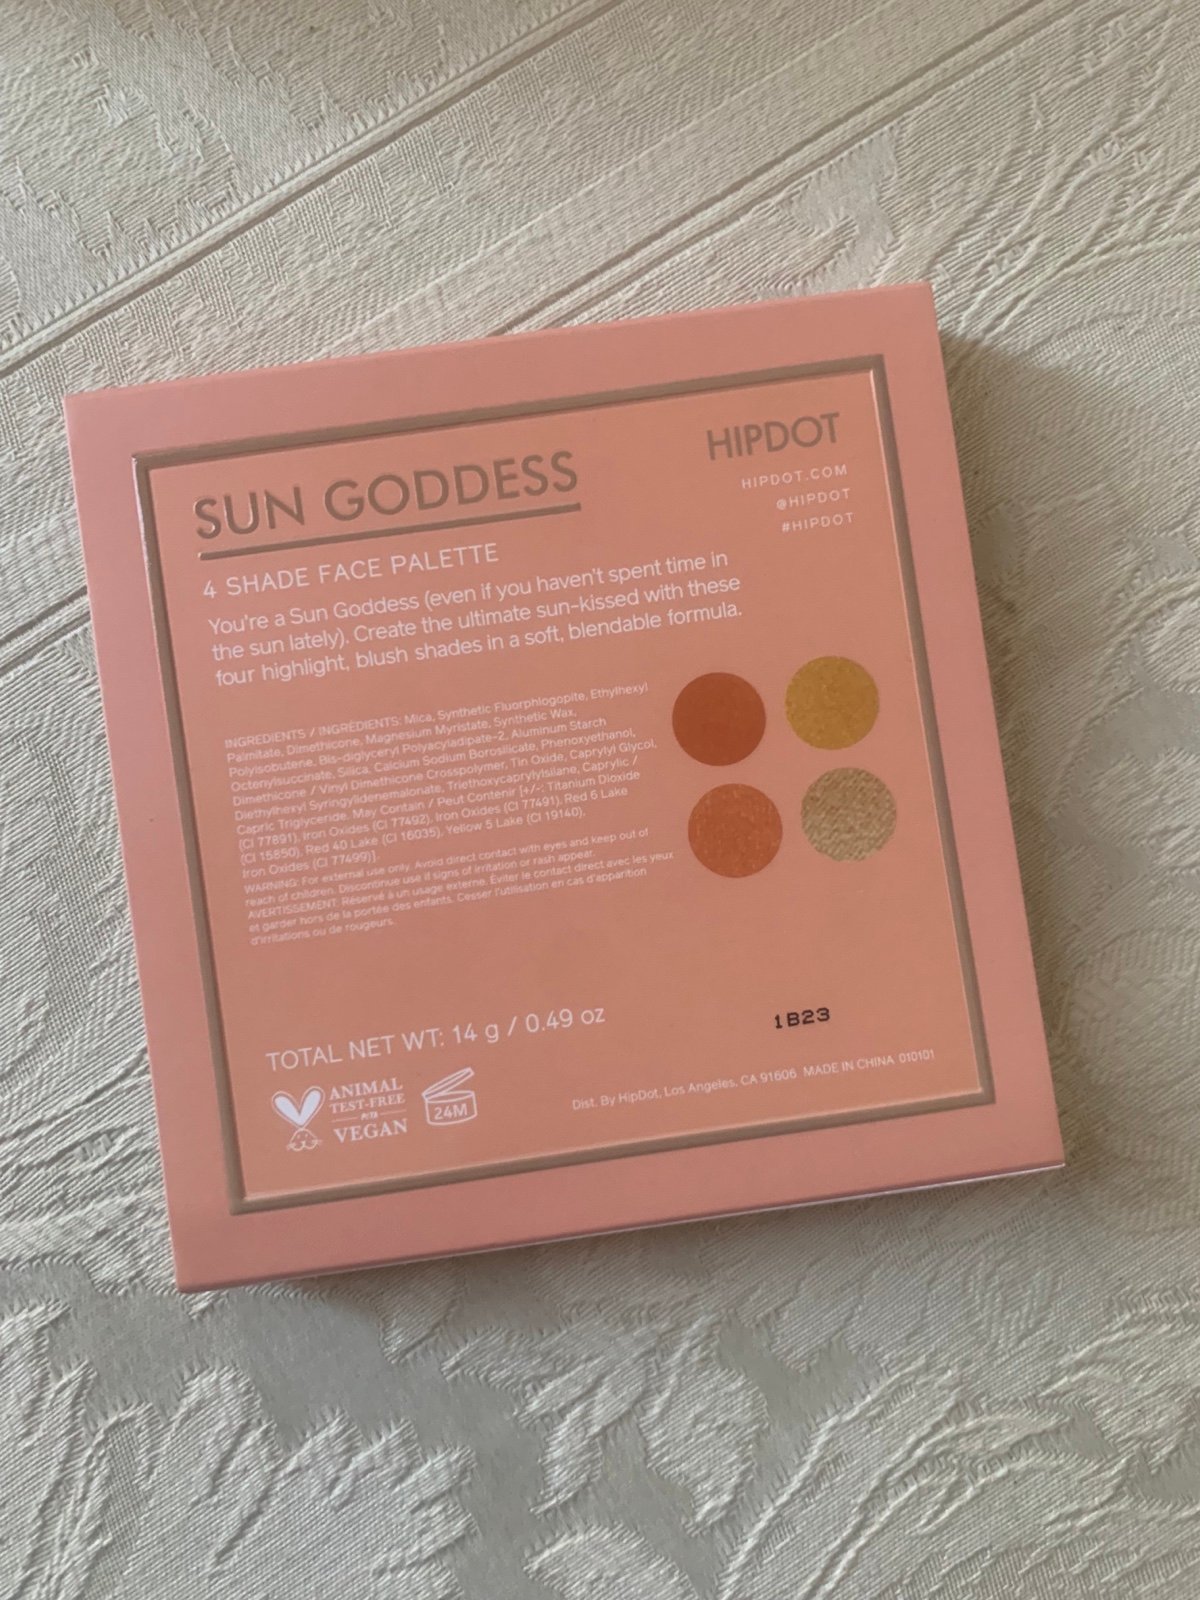 SUN GODDESS
HIPDOT
HIPDOT.COM
@HIPDOT
#HIPDOT
4 SHADE FACE PALETTE
You're a Sun Goddess (even if you haven't spent time in
the sun lately). Create the ultimate sun-kissed with these
four highlight, blush shades in a soft, blendable formula.
INGREDIENTS / INGRÉDIENTS: Mica, Synthetic Fluorphlogopite, Ethylhexyl
Palmitate, Dimethicone, Magnesium Myristate, Synthetic Wax,
Polyisobutene, Bis-diglyceryl Polyacyladipate-2, Aluminum Starch
Octenylsuccinate, Silica, Calcium Sodium Borosilicate, Phenoxyethanol,
Dimethicone / Vinyl Dimethicone Crosspolymer, Tin Oxide, Caprylyl Glycol,
Diethylhexyl Syringylidenemalonate, Triethoxycaprylylsilane, Caprylic /
Capric Triglyceride. May Contain / Peut Contenir [+/-: Titanium Dioxide
(CI 77891), Iron Oxides (CI 77492), Iron Oxides (CI 77491), Red 6 Lake
(CI 15850), Red 40 Lake (CI 16035), Yellow 5 Lake (CI 19140),
Iron Oxides (CI 77499)].
WARNING: For external use only. Avoid direct contact with eyes and keep out of
reach of children. Discontinue use if signs of irritation or rash appear.
AVERTISSEMENT: Réservé à un usage externe. Éviter le contact direct avec les yeux
et garder hors de la portée des enfants. Cesser l'utilisation en cas d'apparition
d'irritations ou de rougeurs.
TOTAL NET WT: 14 g / 0.49 oz
1B23
ANIMAL
TEST-FREE
PETA
VEGAN
24M
Dist. By HipDot, Los Angeles, CA 91606 MADE IN CHINA 010101